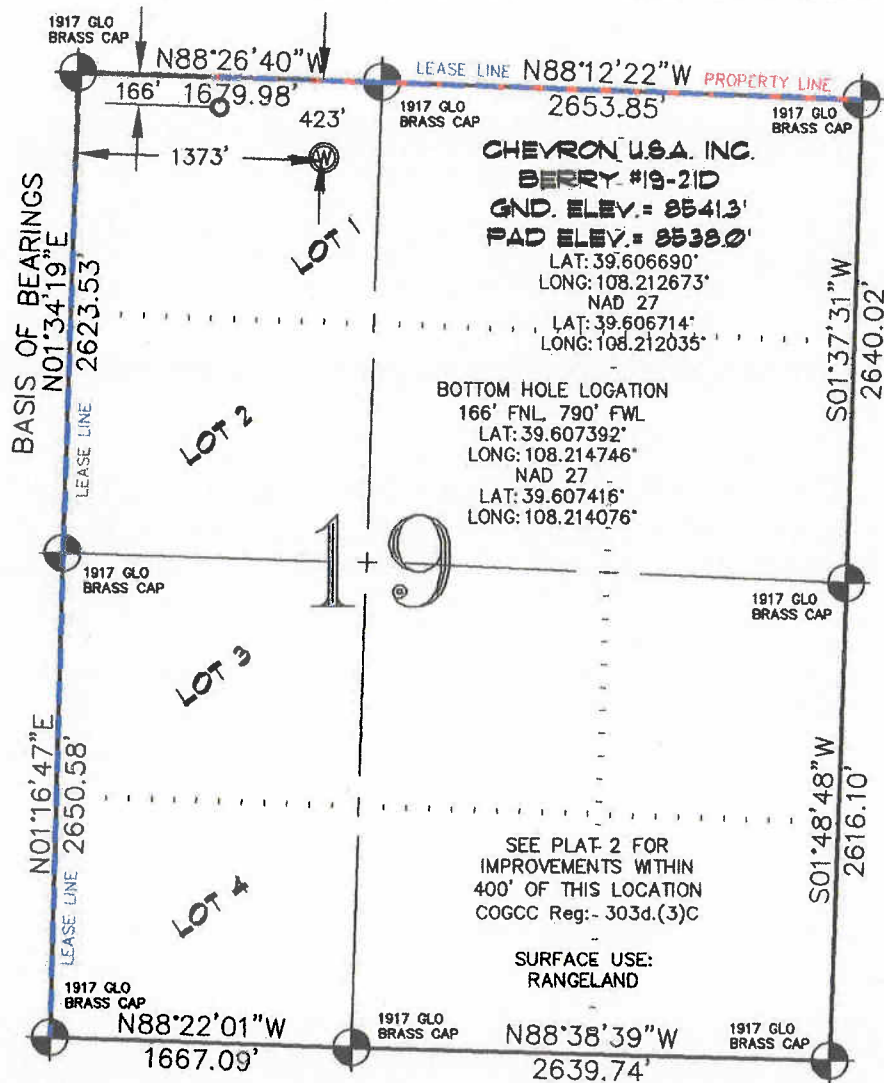 1917 GLO
BRASS CAP
N88°26'40"W
LEASE LINE
N88°12'22"W
PROPERTY LINE
166'
1679.98'
423'
1917 GLO
BRASS CAP
2653.85'
1917 GLO
BRASS CAP
1373'
W
LOT 1
CHEVRON U.S.A. INC.
BERRY #19-21D
GND. ELEV.= 8541.3'
PAD ELEV.= 8538.0'
LAT: 39.606690°
LONG: 108.212673°
NAD 27
LAT: 39.606714°
LONG: 108.212035°
BASIS OF BEARINGS
N01°34'19"E
2623.53'
LEASE LINE
S01°37'31"W
2640.02'
LOT 2
BOTTOM HOLE LOCATION
166' FNL, 790' FWL
LAT: 39.607392°
LONG: 108.214746°
NAD 27
LAT: 39.607416°
LONG: 108.214076°
19
1917 GLO
BRASS CAP
1917 GLO
BRASS CAP
LOT 3
N01°16'47"E
2650.58'
LEASE LINE
S01°48'48"W
2616.10'
LOT 4
SEE PLAT 2 FOR
IMPROVEMENTS WITHIN
400' OF THIS LOCATION
COGCC Reg:- 303d.(3)C
SURFACE USE:
RANGELAND
1917 GLO
BRASS CAP
N88°22'01"W
1667.09'
1917 GLO
BRASS CAP
N88°38'39"W
2639.74'
1917 GLO
BRASS CAP